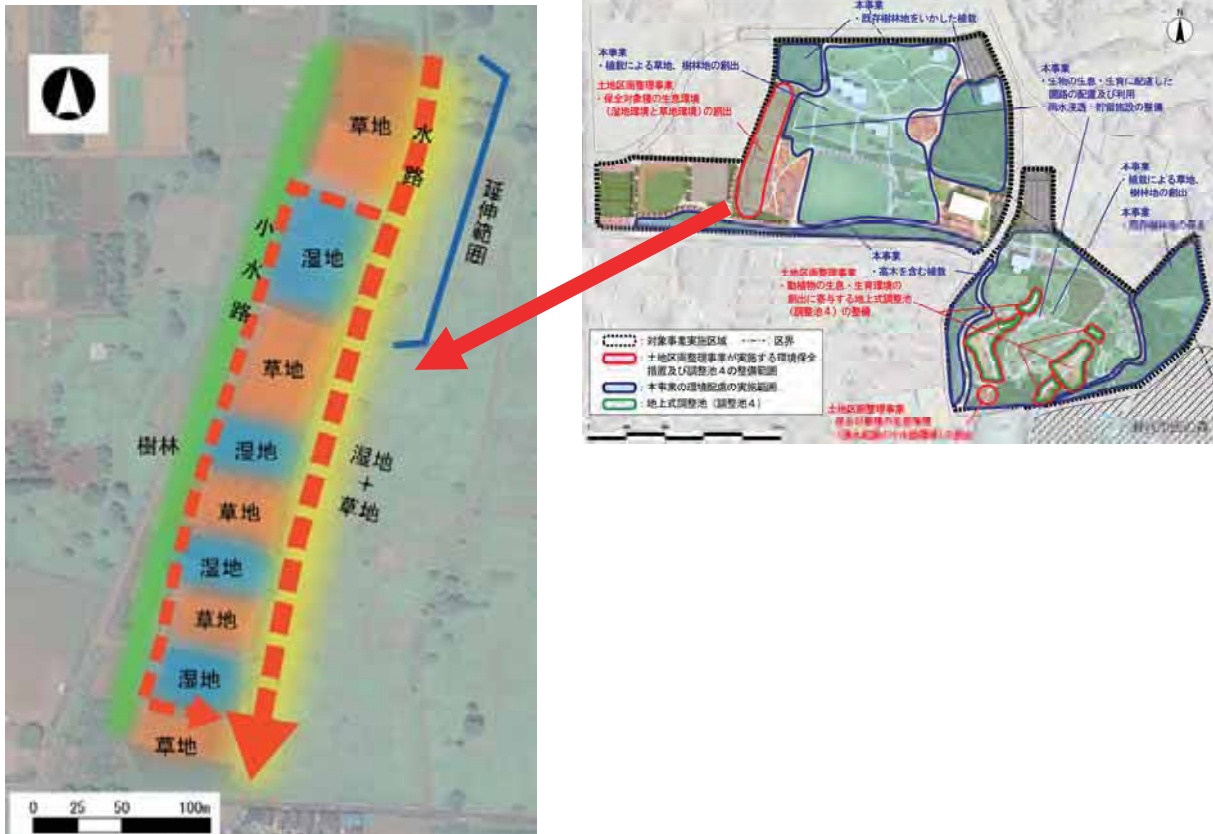 草地
水路
延伸範囲
湿地
小水路
草地
樹林
湿地
湿地
+
草地
草地
湿地
草地
湿地
草地
0 25 50 100m
N
本事業
・既存樹林地をいかした植栽
本事業
・植栽による草地、樹林地の創出
土地区画整理事業
・保全対象種の生息環境
(湿地環境と草地環境)の創出
本事業
・生物の生息・生育に配慮した
園路の配置及び利用
・雨水浸透・貯留施設の整備
本事業
・植栽による草地、
樹林地の創出
本事業
本事業
・高木を含む植栽
土地区画整理事業
・動植物の生息・生育環境の
創出に寄与する地上式調整池
(調整池4)の整備
:対象事業実施区域 :区界
:土地区画整理事業が実施する環境保全
措置及び調整池4の整備範囲
:本事業の環境配慮の実施範囲
:地上式調整池(調整池4)
土地区画整理事業